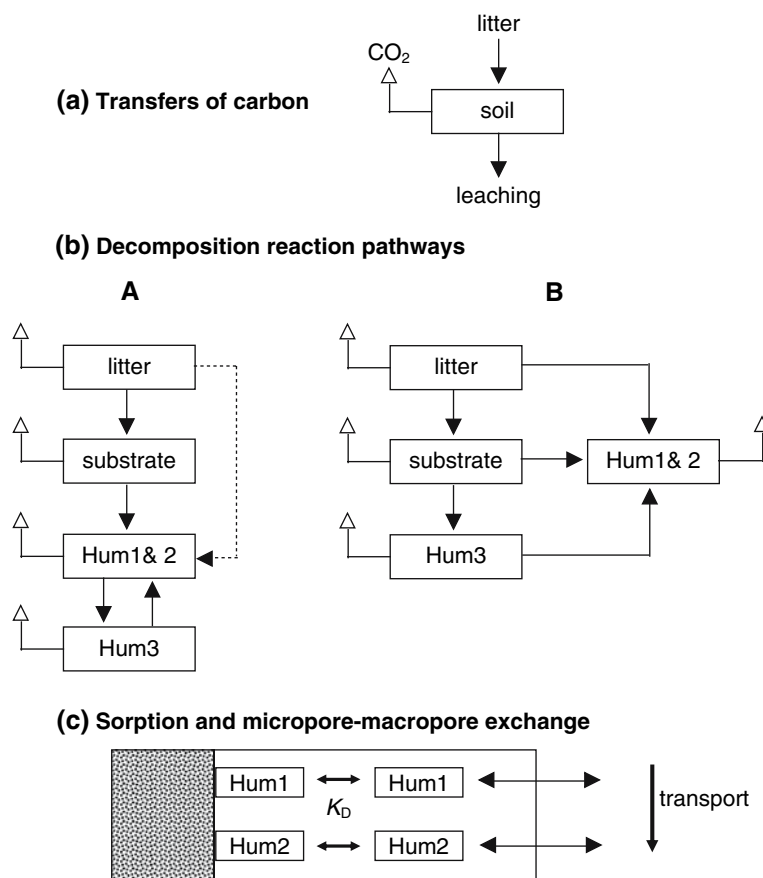 litter
CO2
(a) Transfers of carbon
soil
leaching
(b) Decomposition reaction pathways
A
B
litter
litter
substrate
substrate
Hum1& 2
Hum1& 2
Hum3
Hum3
(c) Sorption and micropore-macropore exchange
Hum1
Hum1
KD
transport
Hum2
Hum2